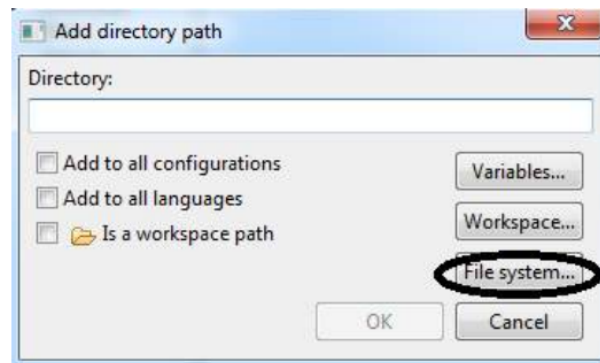 Add directory path
Directory:
Add to all configurations
Variables...
Add to all languages
Workspace...
Is a workspace path
File system...
OK
Cancel